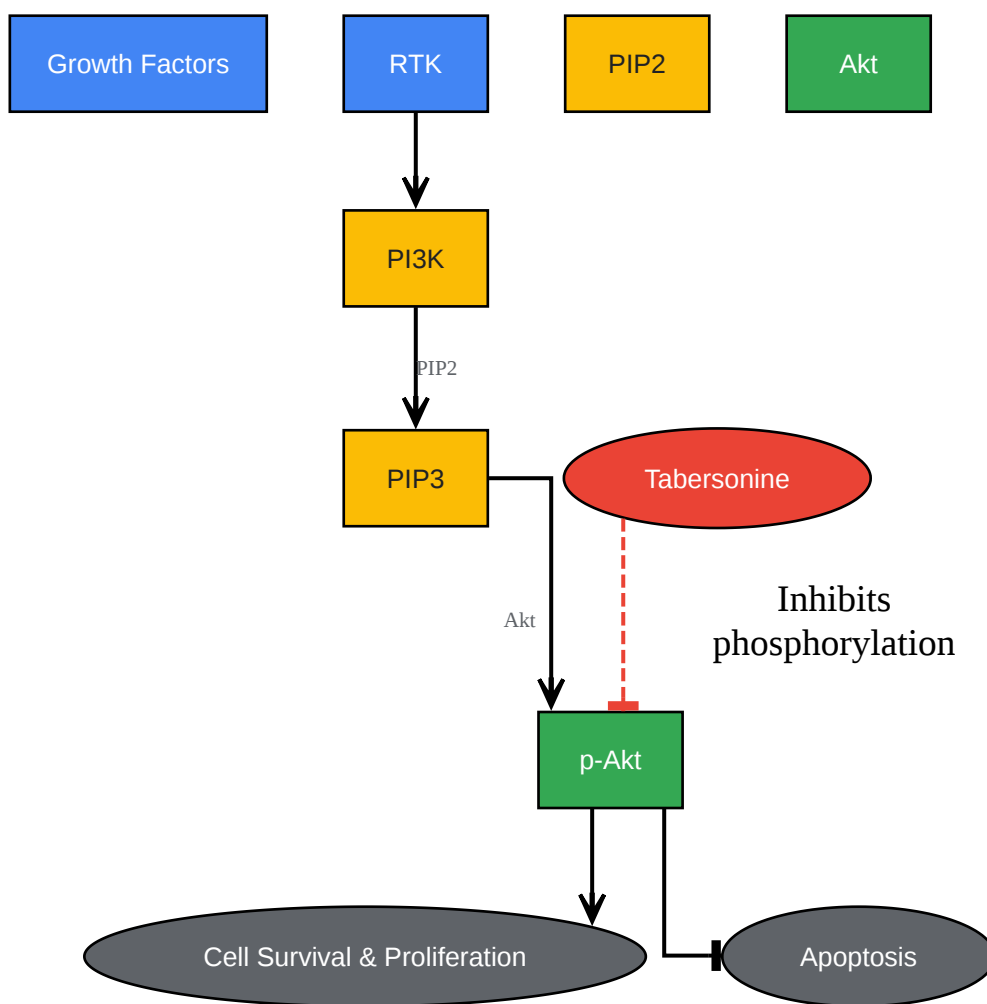 Growth Factors
RTK
PIP2
Akt
PI3K
PIP2
PIP3
Tabersonine
Inhibits
phosphorylation
Akt
p-Akt
Cell Survival & Proliferation
Apoptosis